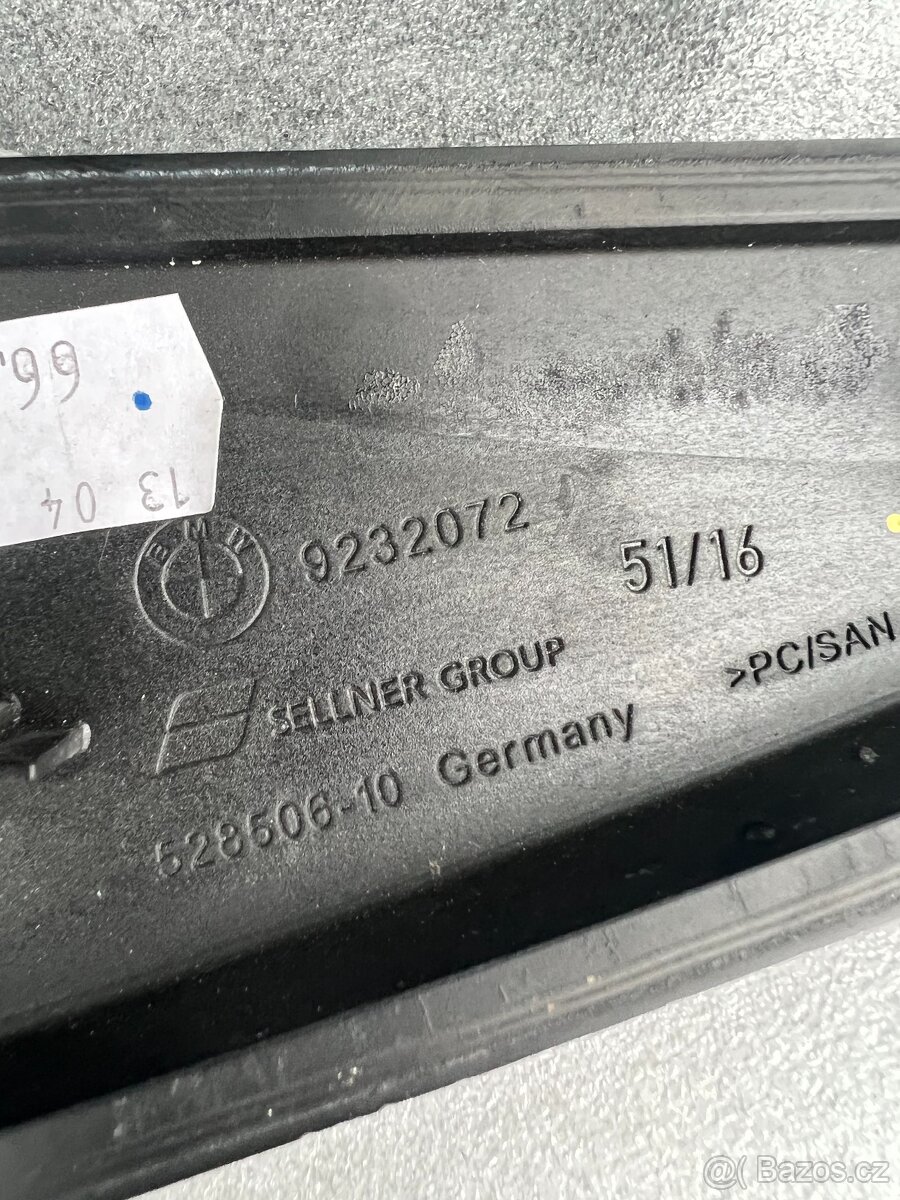 66.
13 04
BMW
9232072
51/16
SELLNER GROUP
>PC/SAN
528506-10 Germany
@ Bazos.cz